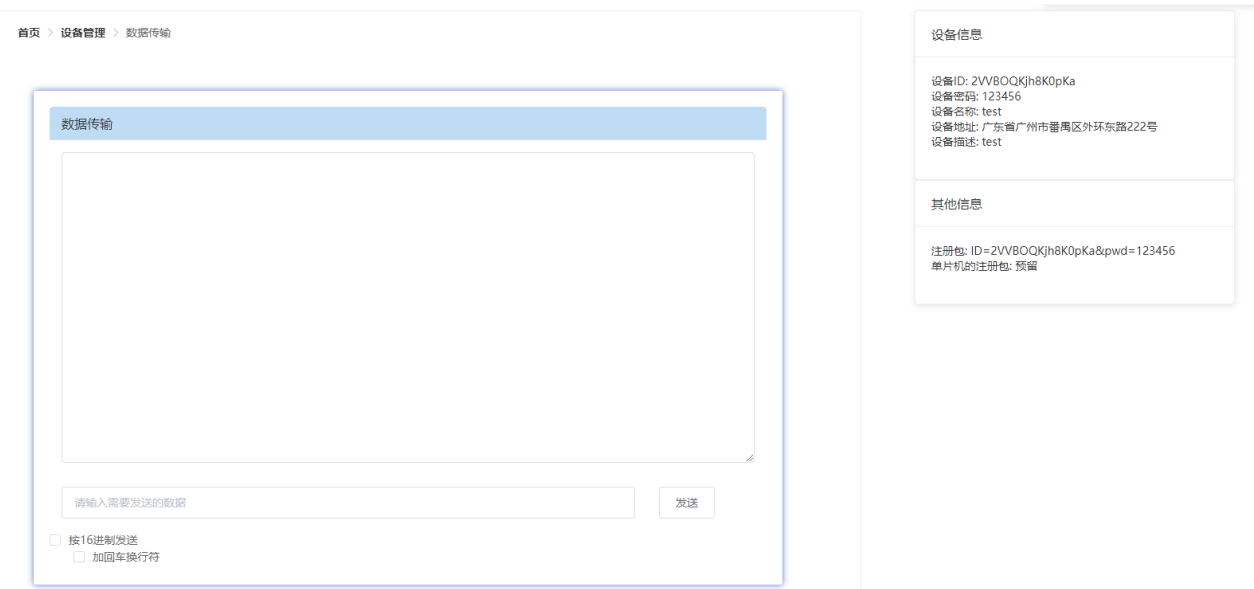 首页 > 设备管理 > 数据传输
数据传输
请输入需要发送的数据
发送
按16进制发送
加回车换行符
设备信息
设备ID: 2VVBOQKjh8K0pKa
设备密码: 123456
设备名称: test
设备地址: 广东省广州市番禺区外环东路222号
设备描述: test
其他信息
注册包: ID=2VVBOQKjh8K0pKa&pwd=123456
单片机的注册包: 预留